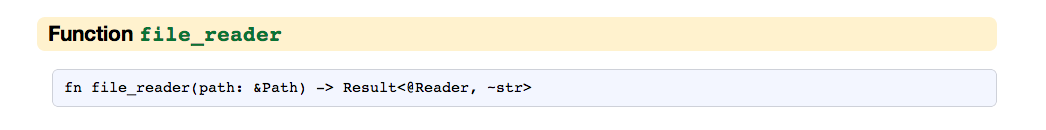 Function file_reader
fn file_reader(path: &Path) -> Result<@Reader, ~str>